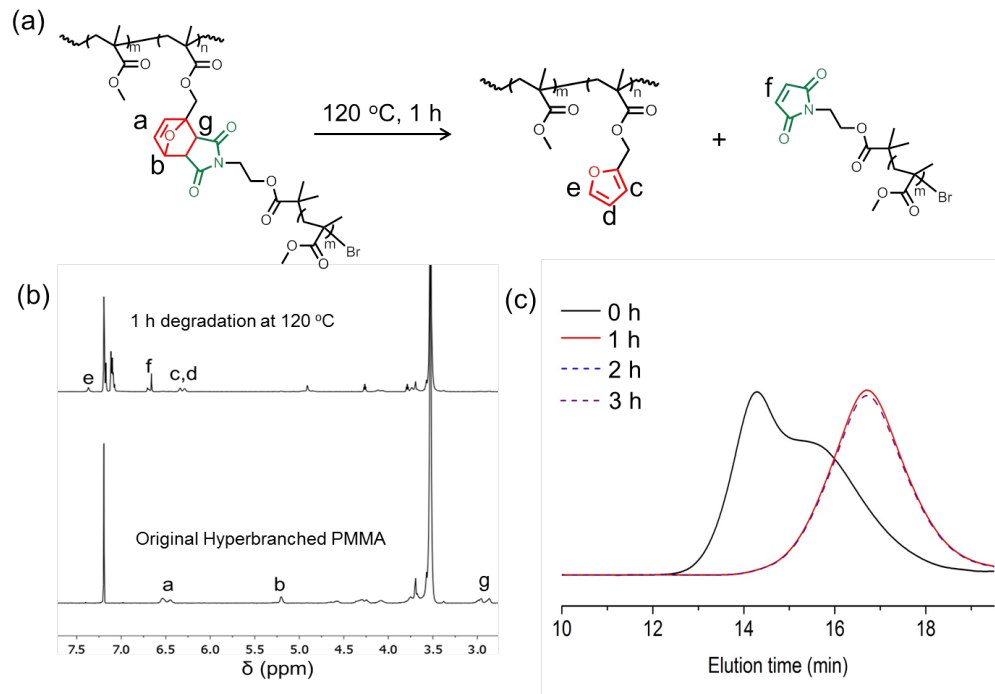 (a)
m
n
O
O
O
O
a
g
O
O
b
N
O
O
O
m
O
O
Br
120 °C, 1 h
m
n
O
O
O
O
O
e
c
d
+
f
O
N
O
O
O
m
O
O
Br
(b)
1 h degradation at 120 °C
e
f
c,d
Original Hyperbranched PMMA
a
b
g
7.5 7.0 6.5 6.0 5.5 5.0 4.5 4.0 3.5 3.0
δ (ppm)
(c)
0 h
1 h
2 h
3 h
10 12 14 16 18
Elution time (min)